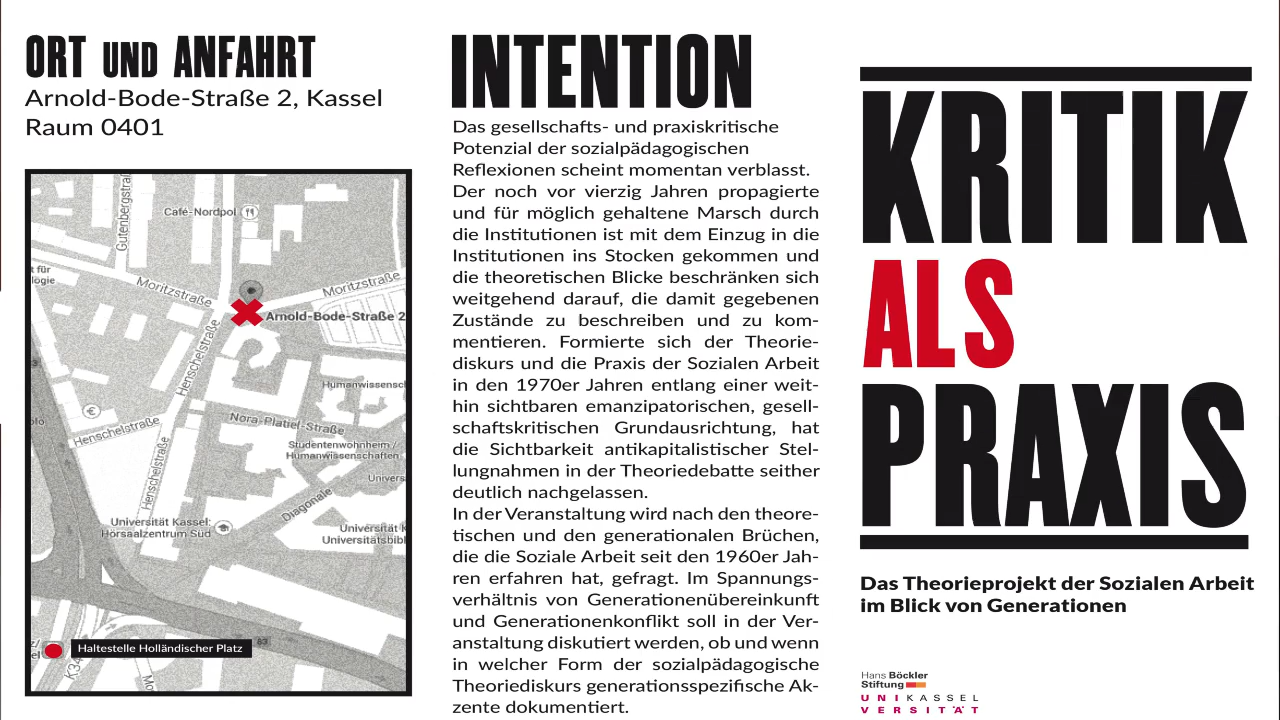 ORT UND ANFAHRT
Arnold-Bode-Straße 2, Kassel
Raum 0401
Gutenbergstraß
Café-Nordpol
t für
logie
Moritzstraße
Moritzstraße
Arnold-Bode-Straße 2
Henschelstraße
Humanwissensch
€
olo
Henschelstraße
Nora-Platiel-Straße
Studentenwohnheim /
Humanwissenschaften
Henschelstraße
Univers
Diagonale
Universität Kassel:
Hörsaalzentrum Süd
Universität K
Universitätsbibl
83
Haltestelle Holländischer Platz
INTENTION
Das gesellschafts- und praxiskritische
Potenzial der sozialpädagogischen
Reflexionen scheint momentan verblasst.
Der noch vor vierzig Jahren propagierte
und für möglich gehaltene Marsch durch
die Institutionen ist mit dem Einzug in die
Institutionen ins Stocken gekommen und
die theoretischen Blicke beschränken sich
weitgehend darauf, die damit gegebenen
Zustände zu beschreiben und zu kom-
mentieren. Formierte sich der Theorie-
diskurs und die Praxis der Sozialen Arbeit
in den 1970er Jahren entlang einer weit-
hin sichtbaren emanzipatorischen, gesell-
schaftskritischen Grundausrichtung, hat
die Sichtbarkeit antikapitalistischer Stel-
lungnahmen in der Theoriedebatte seither
deutlich nachgelassen.
In der Veranstaltung wird nach den theore-
tischen und den generationalen Brüchen,
die die Soziale Arbeit seit den 1960er Jah-
ren erfahren hat, gefragt. Im Spannungs-
verhältnis von Generationenübereinkunft
und Generationenkonflikt soll in der Ver-
anstaltung diskutiert werden, ob und wenn
in welcher Form der sozialpädagogische
Theoriediskurs generationsspezifische Ak-
zente dokumentiert.
KRITIK
ALS
PRAXIS
Das Theorieprojekt der Sozialen Arbeit
im Blick von Generationen
Hans Böckler
Stiftung
UNIKASSEL
VERSITÄT